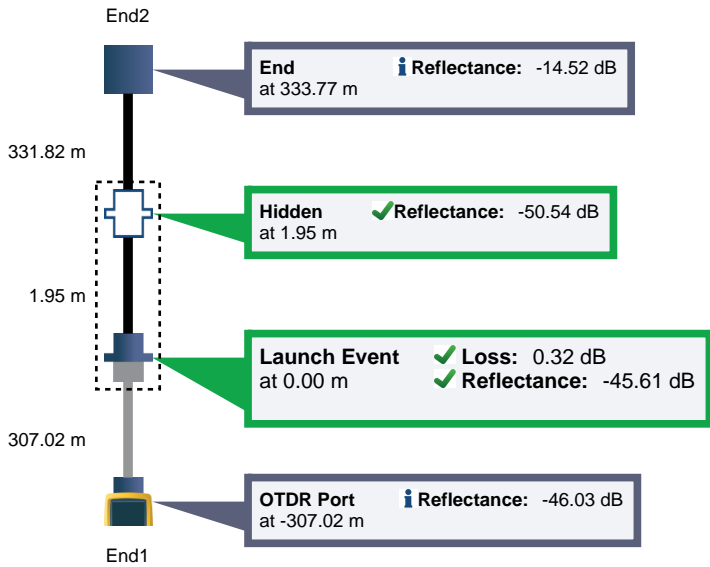 End2
End Reflectance: -14.52 dB
at 333.77 m
331.82 m
Hidden Reflectance: -50.54 dB
at 1.95 m
1.95 m
Launch Event Loss: 0.32 dB
at 0.00 m Reflectance: -45.61 dB
307.02 m
OTDR Port Reflectance: -46.03 dB
at -307.02 m
End1